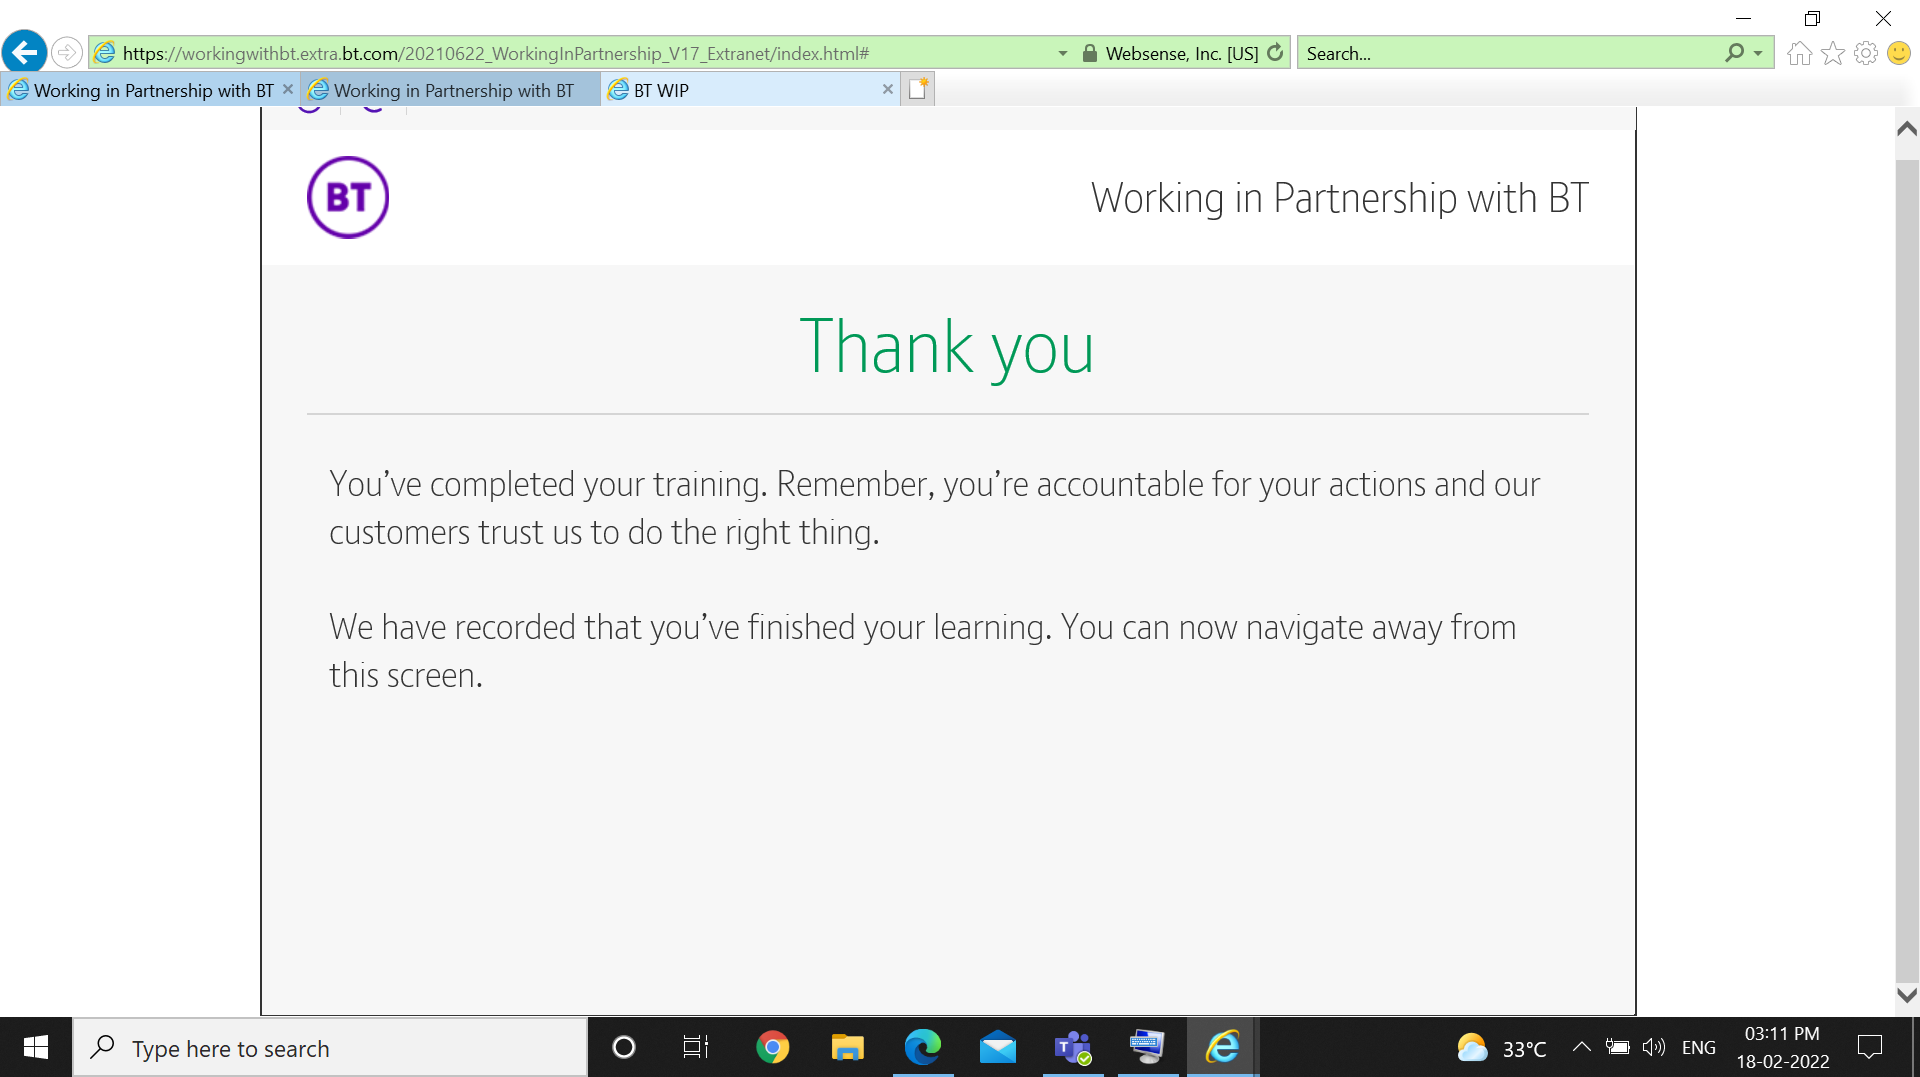 https://workingwithbt.extra.bt.com/20210622_WorkingInPartnership_V17_Extranet/index.html#
Websense, Inc. [US]
Search...
Working in Partnership with BT
Working in Partnership with BT
BT WIP
BT
Working in Partnership with BT
Thank you
You’ve completed your training. Remember, you’re accountable for your actions and our
customers trust us to do the right thing.
We have recorded that you’ve finished your learning. You can now navigate away from
this screen.
Type here to search
33°C
ENG
03:11 PM
18-02-2022